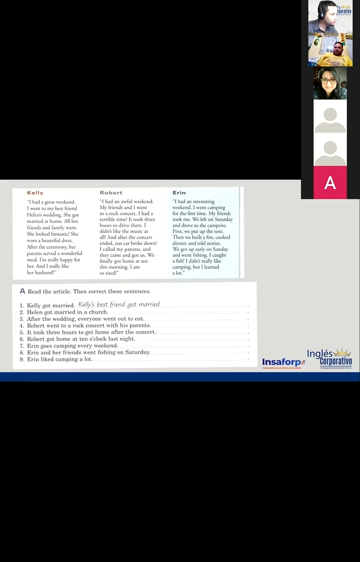 Kelly
"I had a great weekend.
I went to my best friend
Helen's wedding. She got
married at home. All her
friends and family were
there. She looked fantastic! She
wore a beautiful dress.
After the ceremony, her
parents served a wonderful
meal. I'm really happy for
her. And I really like
her husband!"
Robert
"I had an awful weekend.
My friends and I went
to a rock concert. I had a
terrible time! It took three
hours to drive there. I
didn't like the music at
all! And after the concert
ended, our car broke down!
I called my parents, and
they came and got us. We
finally got home at ten
this morning. I am
so tired!"
Erin
"I had an interesting
weekend. I went camping
for the first time. My friends
took me. We left on Saturday
and drove to the campsite.
First, we put up the tent.
Then we built a fire, cooked
dinner, and told stories.
We got up early on Sunday
and went fishing. I caught
a fish! I didn't really like
camping, but I learned
a lot."
A Read the article. Then correct these sentences.
1. Kelly got married. Kelly's best friend got married
2. Helen got married in a church.
3. After the wedding, everyone went out to eat.
4. Robert went to a rock concert with his parents.
5. It took three hours to get home after the concert.
6. Robert got home at ten o'clock last night.
7. Erin goes camping every weekend.
8. Erin and her friends went fishing on Saturday.
9. Erin liked camping a lot.
Insaforp
Inglés
Corporativo
A